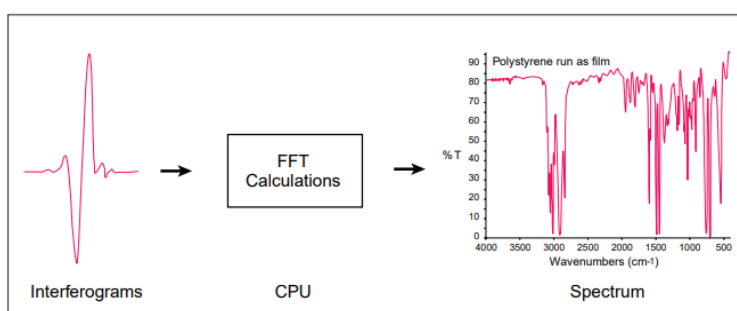 Polystyrene run as film
90
80
70
60
50
% T
40
30
20
10
0
4000 3500 3000 2500 2000 1500 1000 500
Wavenumbers (cm-1)
FFT
Calculations
Interferograms CPU Spectrum